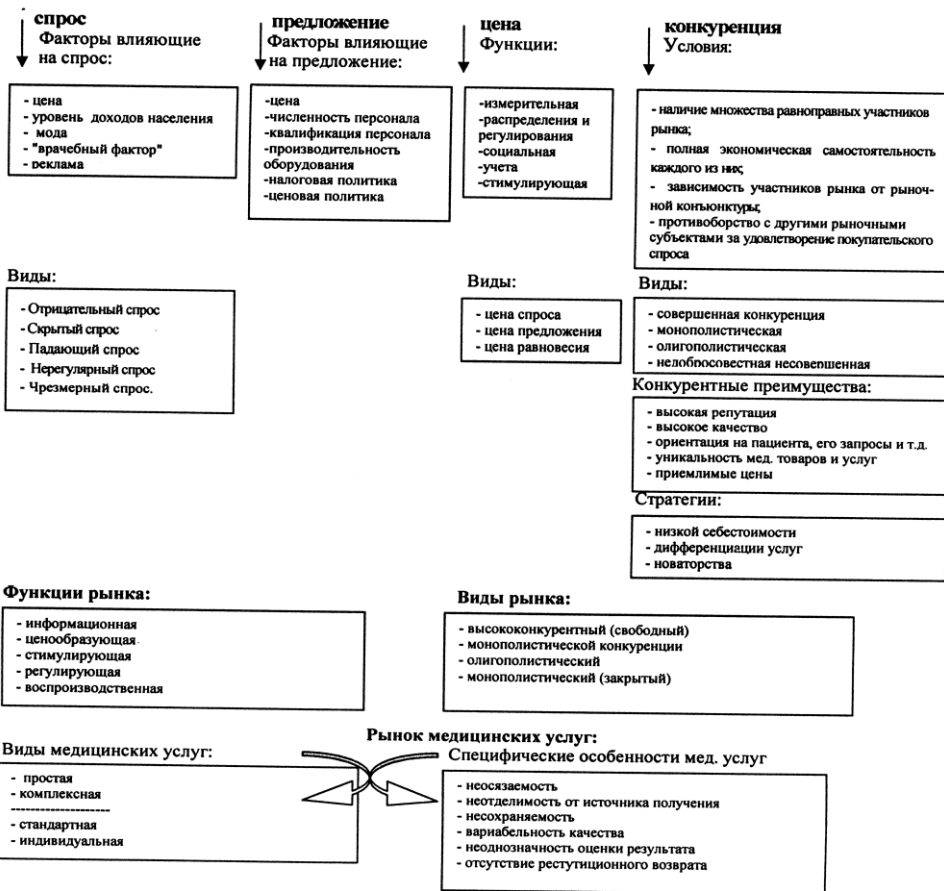 спрос
Факторы влияющие
на спрос:
- цена
- уровень доходов населения
- мода
- "врачебный фактор"
- реклама
Виды:
- Отрицательный спрос
- Скрытый спрос
- Падающий спрос
- Нерегулярный спрос
- Чрезмерный спрос.
предложение
Факторы влияющие
на предложение:
-цена
-численность персонала
-квалификация персонала
-производительность
оборудования
-налоговая политика
-ценовая политика
цена
Функции:
-измерительная
-распределения и
регулирования
-социальная
-учета
-стимулирующая
Виды:
- цена спроса
- цена предложения
- цена равновесия
конкуренция
Условия:
- наличие множества равноправных участников
рынка;
- полная экономическая самостоятельность
каждого из них;
- зависимость участников рынка от рыноч-
ной конъюнктуры;
- противоборство с другими рыночными
субъектами за удовлетворение покупательского
спроса
Виды:
- совершенная конкуренция
- монополистическая
- олигополистическая
- недобросовестная несовершенная
Конкурентные преимущества:
- высокая репутация
- высокое качество
- ориентация на пациента, его запросы и т.д.
- уникальность мед. товаров и услуг
- приемлимые цены
Стратегии:
- низкой себестоимости
- дифференциации услуг
- новаторства
Функции рынка:
- информационная
- ценообразующая
- стимулирующая
- регулирующая
- воспроизводственная
Виды рынка:
- высококонкурентный (свободный)
- монополистической конкуренции
- олигополистический
- монополистический (закрытый)
Рынок медицинских услуг:
Виды медицинских услуг:
- простая
- комплексная
---------------------
- стандартная
- индивидуальная
Специфические особенности мед. услуг
- неосязаемость
- неотделимость от источника получения
- несохраняемость
- вариабельность качества
- неоднозначность оценки результата
- отсутствие рестутиционного возврата